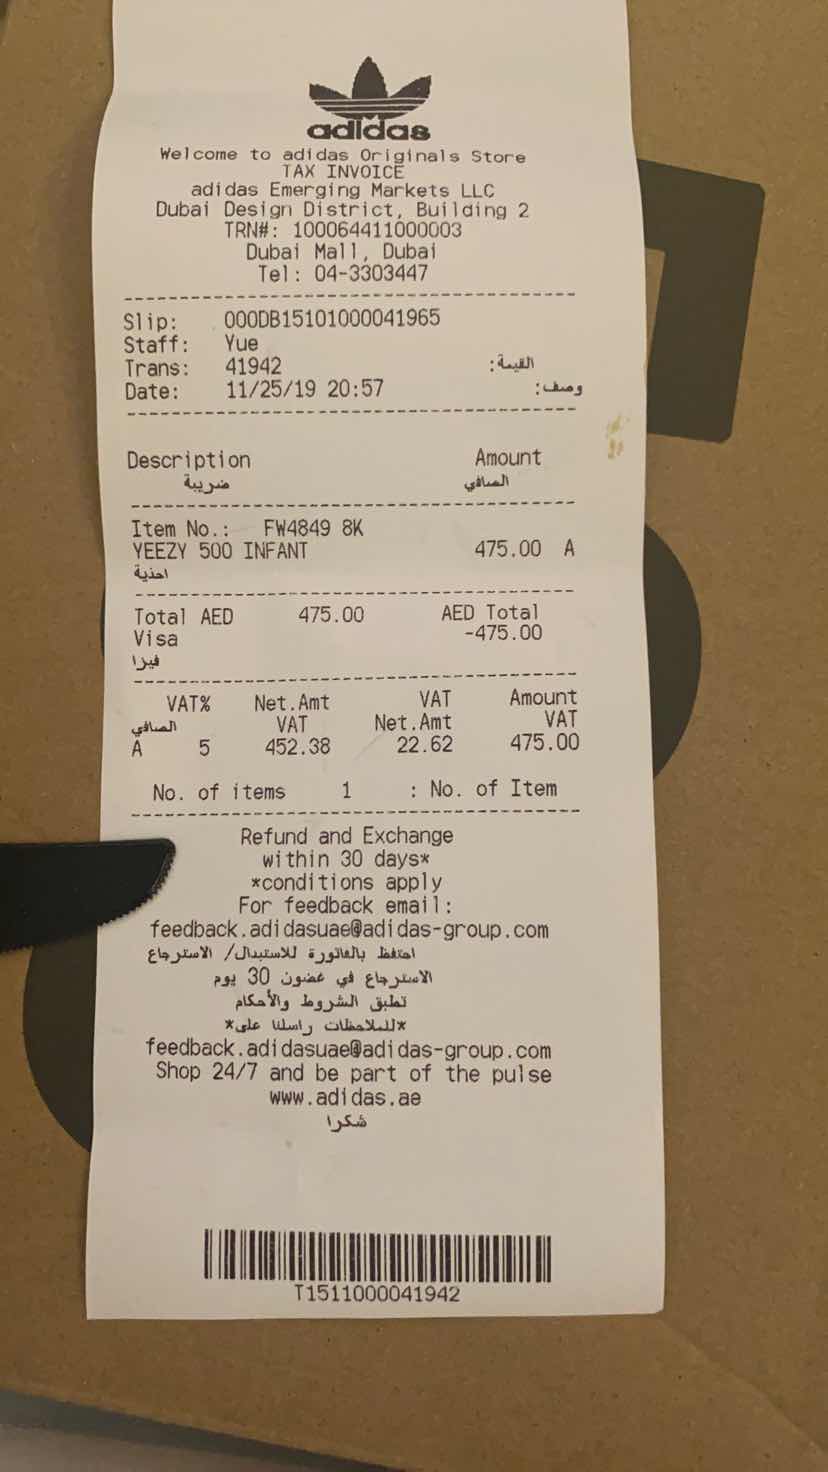 adidas
Welcome to adidas Originals Store
TAX INVOICE
adidas Emerging Markets LLC
Dubai Design District, Building 2
TRN#: 100064411000003
Dubai Mall, Dubai
Tel: 04-3303447
Slip: 000DB15101000041965
Staff: Yue
Trans: 41942 القيمة:
Date: 11/25/19 20:57 وصف:
Description Amount
ضريبة الصافي
Item No.: FW4849 8K
YEEZY 500 INFANT 475.00 A
احذية
Total AED 475.00 AED Total
Visa -475.00
فيزا
VAT% Net.Amt VAT Amount
الصافي VAT Net.Amt VAT
A 5 452.38 22.62 475.00
No. of items 1 : No. of Item
Refund and Exchange
within 30 days*
*conditions apply
For feedback email:
feedback.adidasuae@adidas-group.com
احتفظ بالفاتورة للاستبدال/ الاسترجاع
الاسترجاع في غضون 30 يوم
تطبق الشروط والأحكام
*للملاحظات راسلنا على*
feedback.adidasuae@adidas-group.com
Shop 24/7 and be part of the pulse
www.adidas.ae
شكرا
T1511000041942